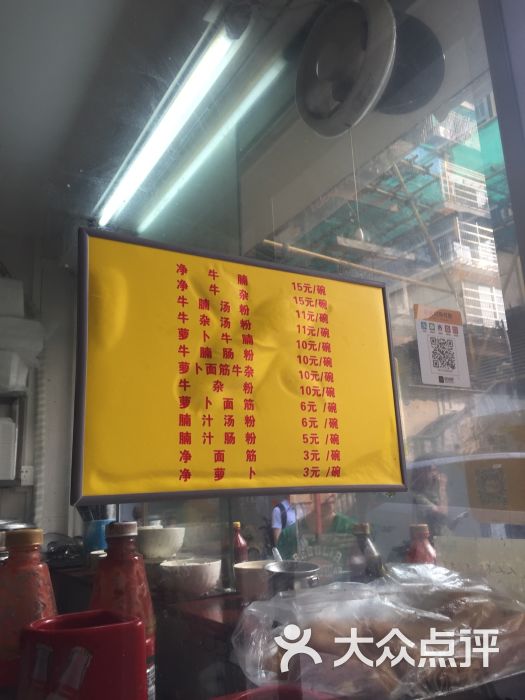 净牛腩 15元/碗
净牛杂 15元/碗
牛腩汤粉 11元/碗
牛杂汤粉 11元/碗
萝卜牛腩 10元/碗
牛腩肠粉 10元/碗
萝卜面筋牛杂 10元/碗
牛杂粉 10元/碗
萝卜面筋 6元/碗
腩汁汤粉 6元/碗
腩汁肠粉 5元/碗
净面筋 3元/碗
净萝卜 3元/碗
大众点评